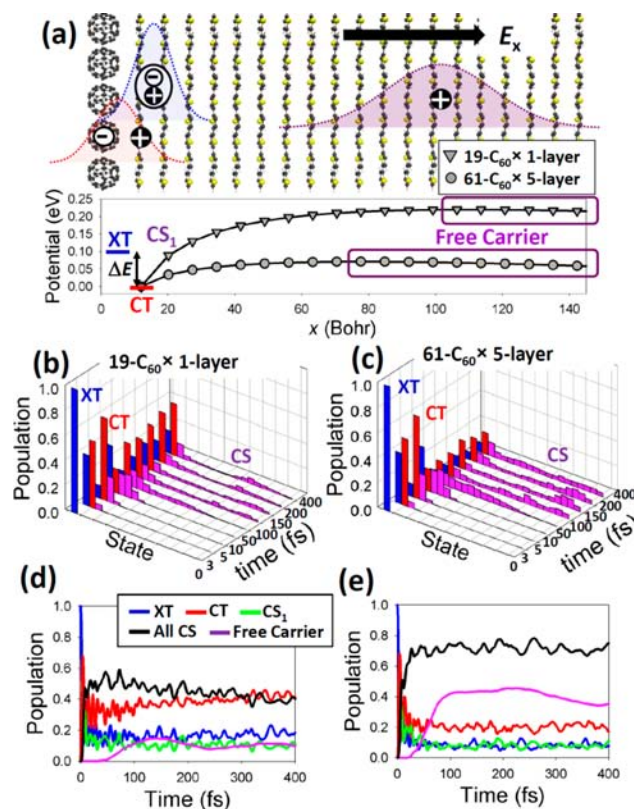 (a)
Eₓ
−
+
−
+
+
19-C₆₀× 1-layer
61-C₆₀× 5-layer
Potential (eV)
0.25
0.20
0.15
0.10
0.05
0.00
XT
ΔE
CT
CS₁
Free Carrier
0 20 40 60 80 100 120 140
x (Bohr)
(b) 19-C₆₀× 1-layer
Population
1.0
0.8
0.6
0.4
0.2
0.0
XT
CT
CS
State
0 3 5 10 50 100 150 200 400
time (fs)
(c) 61-C₆₀× 5-layer
Population
1.0
0.8
0.6
0.4
0.2
0.0
XT
CT
CS
State
0 3 5 10 50 100 150 200 400
time (fs)
(d)
(e)
XT CT CS₁
All CS Free Carrier
Population
1.0
0.8
0.6
0.4
0.2
0.0
0 100 200 300 400
Time (fs)
Population
1.0
0.8
0.6
0.4
0.2
0.0
0 100 200 300 400
Time (fs)